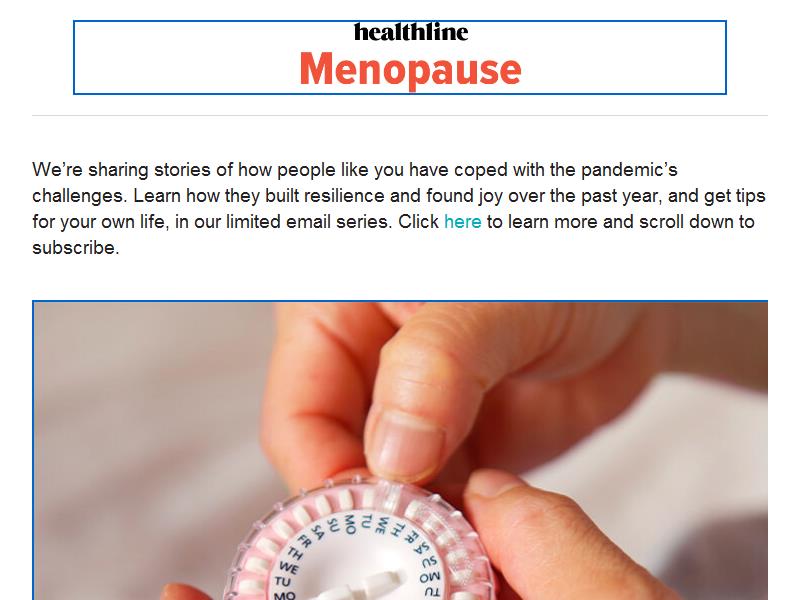 healthline
Menopause
We’re sharing stories of how people like you have coped with the pandemic’s
challenges. Learn how they built resilience and found joy over the past year, and get tips
for your own life, in our limited email series. Click here to learn more and scroll down to
subscribe.
MO TU WE TH FR SA SU MO TU WE TH FR SA SU MO TU